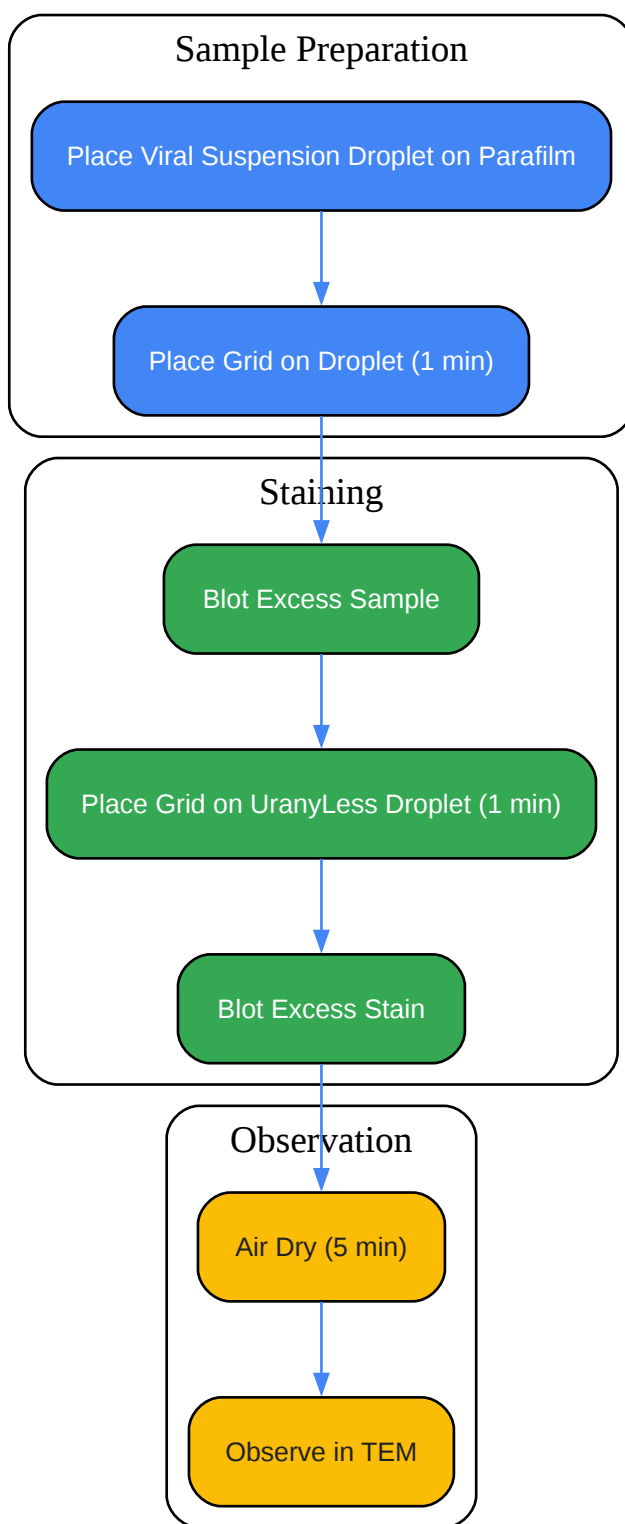 Sample Preparation
Place Viral Suspension Droplet on Parafilm
Place Grid on Droplet (1 min)
Staining
Blot Excess Sample
Place Grid on UranyLess Droplet (1 min)
Blot Excess Stain
Observation
Air Dry (5 min)
Observe in TEM